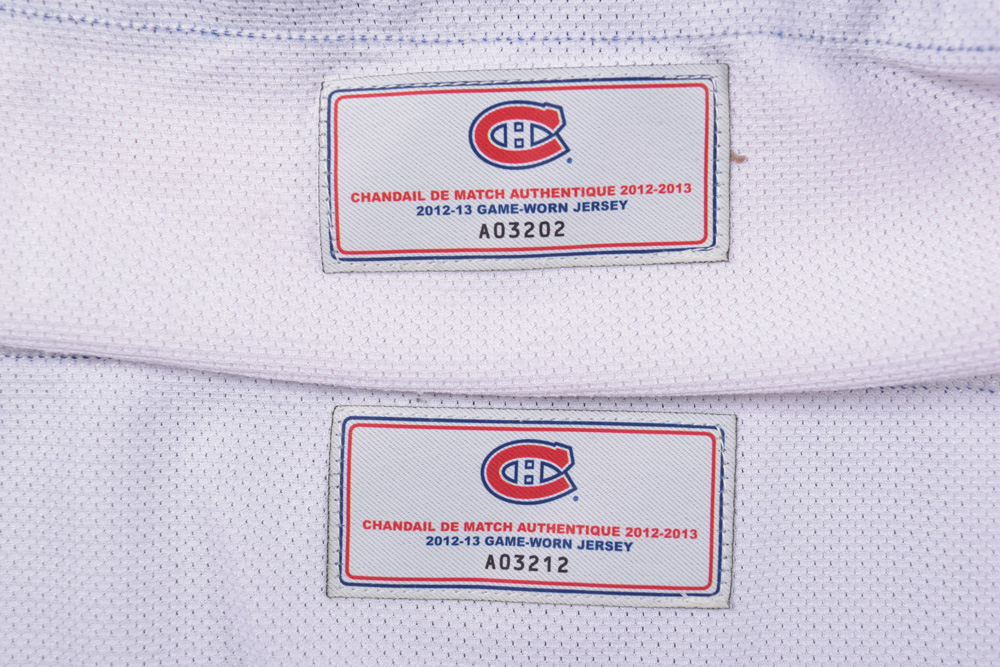 CHANDAIL DE MATCH AUTHENTIQUE 2012-2013
2012-13 GAME-WORN JERSEY
A03202
CHANDAIL DE MATCH AUTHENTIQUE 2012-2013
2012-13 GAME-WORN JERSEY
A03212